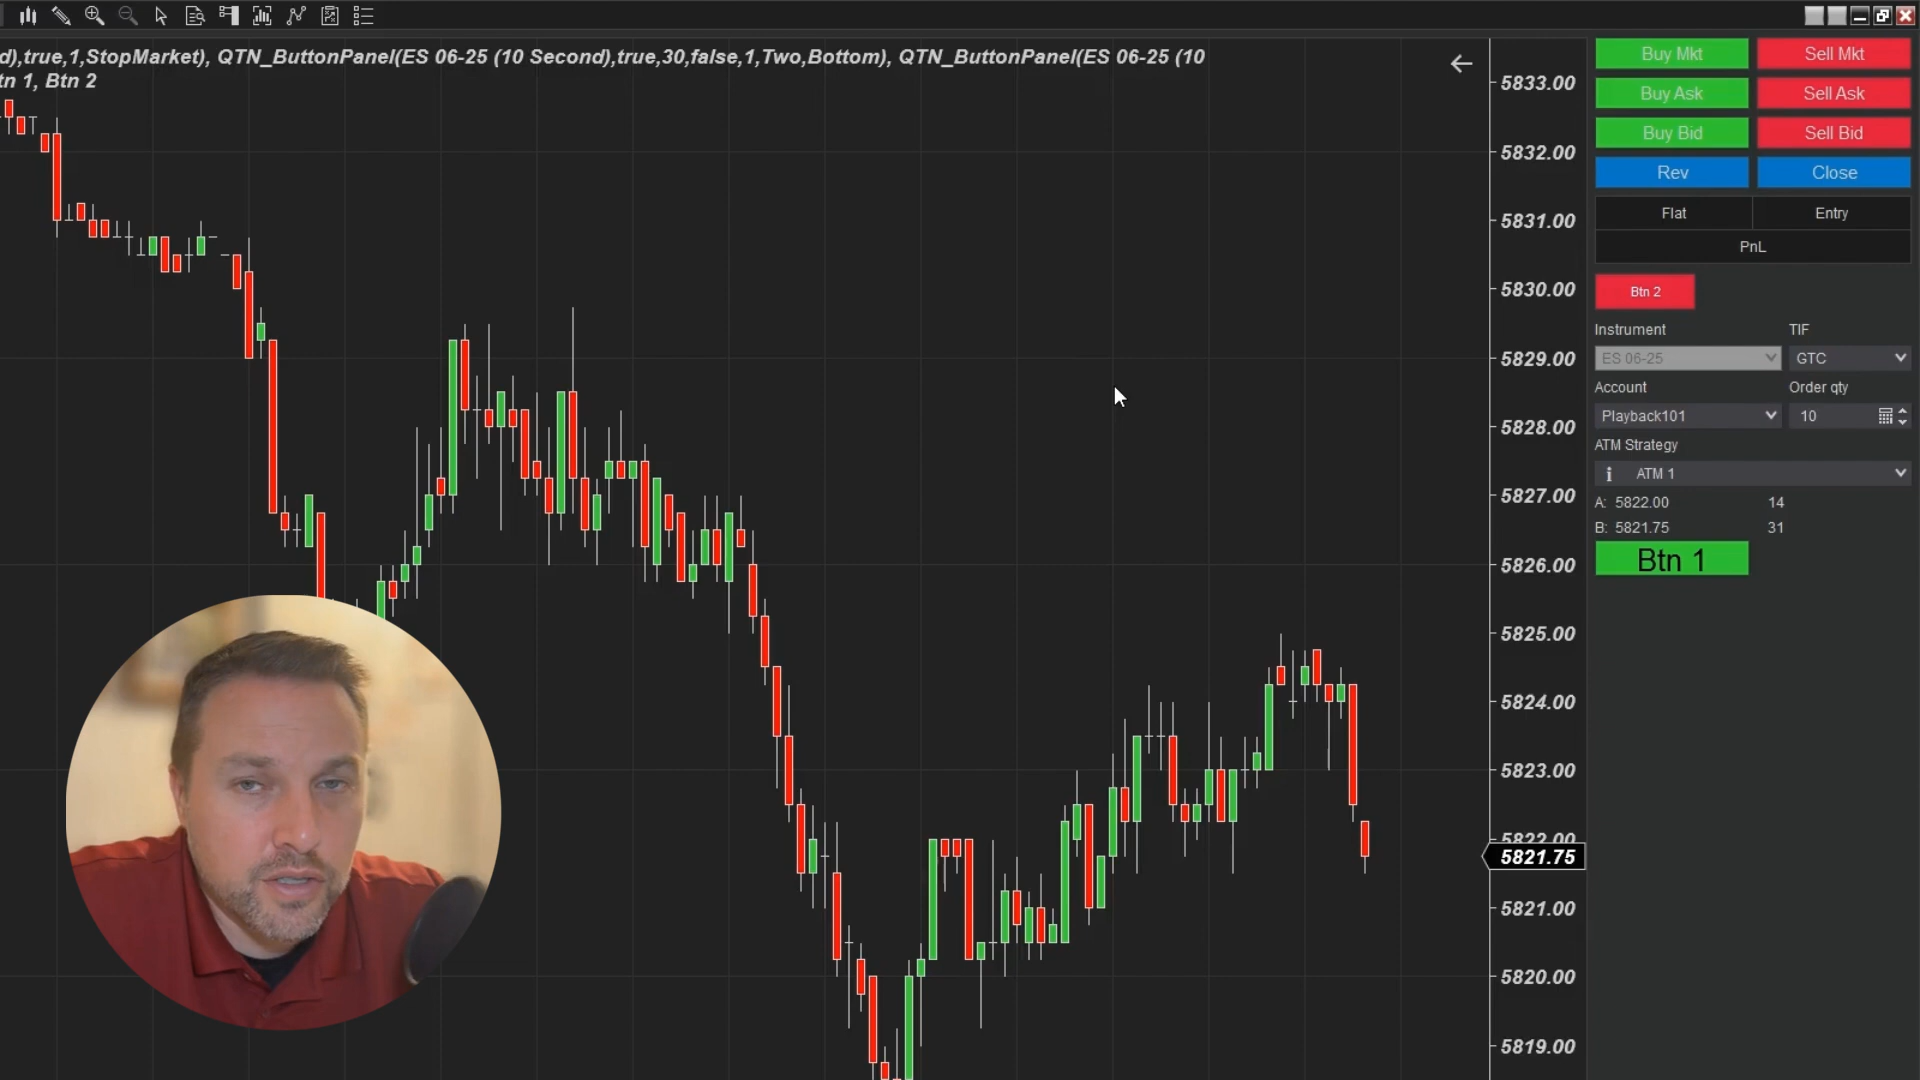 d),true,1,StopMarket), QTN_ButtonPanel(ES 06-25 (10 Second),true,30,false,1,Two,Bottom), QTN_ButtonPanel(ES 06-25 (10
tn 1, Btn 2
5833.00
5832.00
5831.00
5830.00
5829.00
5828.00
5827.00
5826.00
5825.00
5824.00
5823.00
5822.00
5821.75
5821.00
5820.00
5819.00
Buy Mkt Sell Mkt
Buy Ask Sell Ask
Buy Bid Sell Bid
Rev Close
Flat Entry
PnL
Btn 2
Instrument TIF
ES 06-25 GTC
Account Order qty
Playback101 10
ATM Strategy
i ATM 1
A: 5822.00 14
B: 5821.75 31
Btn 1